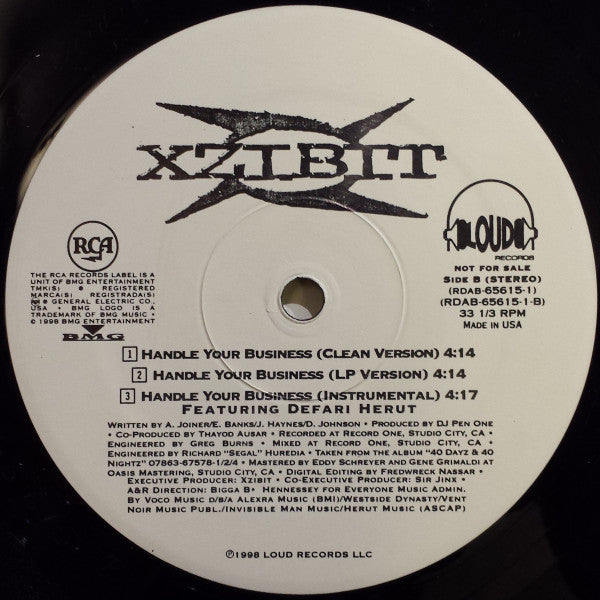 XZIBIT
RCA
LOUD
RECORDS
THE RCA RECORDS LABEL IS A
UNIT OF BMG ENTERTAINMENT
TMK(S) ® REGISTERED
MARCA(S) REGISTRADA(S)
® GENERAL ELECTRIC CO.,
USA • BMG LOGO IS A
TRADEMARK OF BMG MUSIC •
© 1998 BMG ENTERTAINMENT
BMG
NOT FOR SALE
SIDE B (STEREO)
(RDAB-65615-1)
(RDAB-65615-1-B)
33 1/3 RPM
MADE IN USA
1 HANDLE YOUR BUSINESS (CLEAN VERSION) 4:14
2 HANDLE YOUR BUSINESS (LP VERSION) 4:14
3 HANDLE YOUR BUSINESS (INSTRUMENTAL) 4:17
FEATURING DEFARI HERUT
WRITTEN BY A. JOINER/E. BANKS/J. HAYNES/D. JOHNSON • PRODUCED BY DJ PEN ONE
• CO-PRODUCED BY THAYOD AUSAR • RECORDED AT RECORD ONE, STUDIO CITY, CA •
ENGINEERED BY GREG BURNS • MIXED AT RECORD ONE, STUDIO CITY, CA •
ENGINEERED BY RICHARD "SEGAL" HUREDIA • TAKEN FROM THE ALBUM "40 DAYZ & 40
NIGHTZ" 07863-67578-1/2/4 • MASTERED BY EDDY SCHREYER AND GENE GRIMALDI AT
OASIS MASTERING, STUDIO CITY, CA • DIGITAL EDITING BY FREDWRECK NASSAR •
EXECUTIVE PRODUCER: XZIBIT • CO-EXECUTIVE PRODUCER: SIR JINX •
A&R DIRECTION: BIGGA B• HENNESSEY FOR EVERYONE MUSIC ADMIN.
BY VOCO MUSIC D/B/A ALEXRA MUSIC (BMI)/WESTSIDE DYNASTY/VENT
NOIR MUSIC PUBL./INVISIBLE MAN MUSIC/HERUT MUSIC (ASCAP)
℗1998 LOUD RECORDS LLC